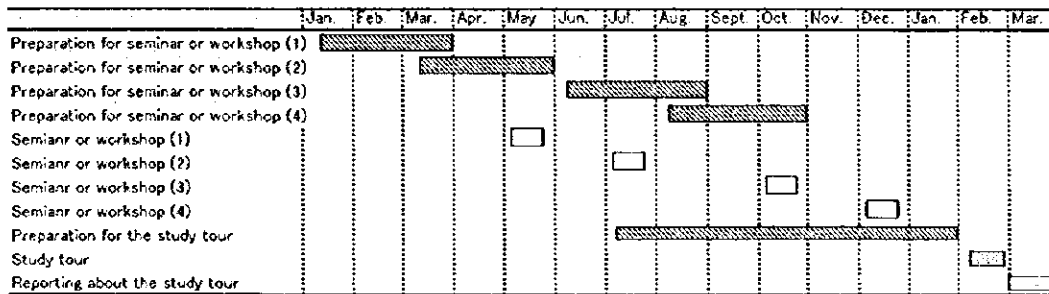 Jan. Feb. Mar. Apr. May Jun. Jul. Aug. Sept. Oct. Nov. Dec. Jan. Feb. Mar.
Preparation for seminar or workshop (1)
Preparation for seminar or workshop (2)
Preparation for seminar or workshop (3)
Preparation for seminar or workshop (4)
Semianr or workshop (1)
Semianr or workshop (2)
Semianr or workshop (3)
Semianr or workshop (4)
Preparation for the study tour
Study tour
Reporting about the study tour